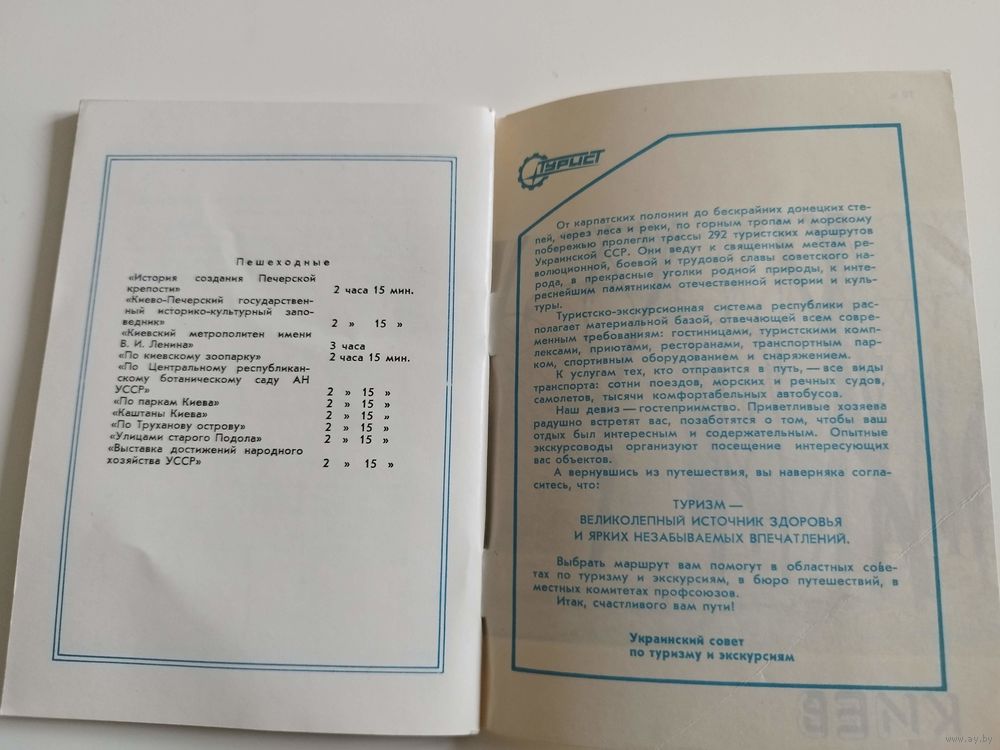 Пешеходные
«История создания Печерской
крепости» 2 часа 15 мин.
«Киево-Печерский государствен-
ный историко-культурный запо-
ведник» 2 » 15 »
«Киевский метрополитен имени
В. И. Ленина» 3 часа
«По киевскому зоопарку» 2 часа 15 мин.
«По Центральному республикан-
скому ботаническому саду АН
УССР» 2 » 15 »
«По паркам Киева» 2 » 15 »
«Каштаны Киева» 2 » 15 »
«По Труханову острову» 2 » 15 »
«Улицами старого Подола» 2 » 15 »
«Выставка достижений народного
хозяйства УССР» 2 » 15 »
ТУРИСТ
От карпатских полонин до бескрайних донецких сте-
пей, через леса и реки, по горным тропам и морскому
побережью пролегли трассы 292 туристских маршрутов
Украинской ССР. Они ведут к священным местам ре-
волюционной, боевой и трудовой славы советского на-
рода, в прекрасные уголки родной природы, к инте-
реснейшим памятникам отечественной истории и куль-
туры.
Туристско-экскурсионная система республики рас-
полагает материальной базой, отвечающей всем совре-
менным требованиям: гостиницами, туристскими комп-
лексами, приютами, ресторанами, транспортным пар-
ком, спортивным оборудованием и снаряжением.
К услугам тех, кто отправится в путь, — все виды
транспорта: сотни поездов, морских и речных судов,
самолетов, тысячи комфортабельных автобусов.
Наш девиз — гостеприимство. Приветливые хозяева
радушно встретят вас, позаботятся о том, чтобы ваш
отдых был интересным и содержательным. Опытные
экскурсоводы организуют посещение интересующих
вас объектов.
А вернувшись из путешествия, вы наверняка согла-
ситесь, что:
ТУРИЗМ —
ВЕЛИКОЛЕПНЫЙ ИСТОЧНИК ЗДОРОВЬЯ
И ЯРКИХ НЕЗАБЫВАЕМЫХ ВПЕЧАТЛЕНИЙ.
Выбрать маршрут вам помогут в областных сове-
тах по туризму и экскурсиям, в бюро путешествий, в
местных комитетах профсоюзов.
Итак, счастливого вам пути!
Украинский совет
по туризму и экскурсиям
КИЕВ
www.ay.by